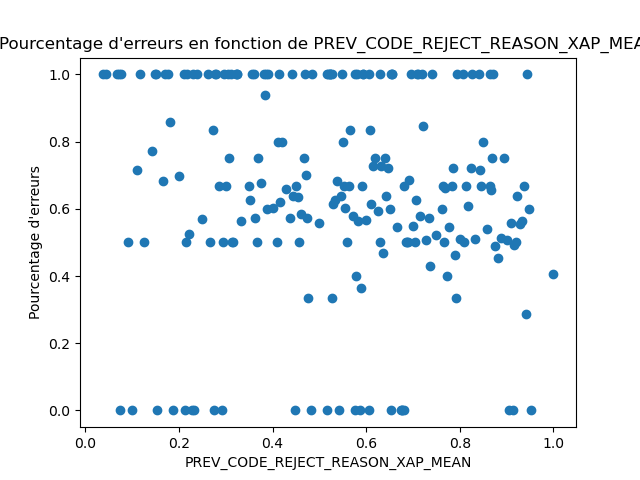 Pourcentage d'erreurs en fonction de PREV_CODE_REJECT_REASON_XAP_MEA
Pourcentage d'erreurs
1.0
0.8
0.6
0.4
0.2
0.0
0.0 0.2 0.4 0.6 0.8 1.0
PREV_CODE_REJECT_REASON_XAP_MEAN